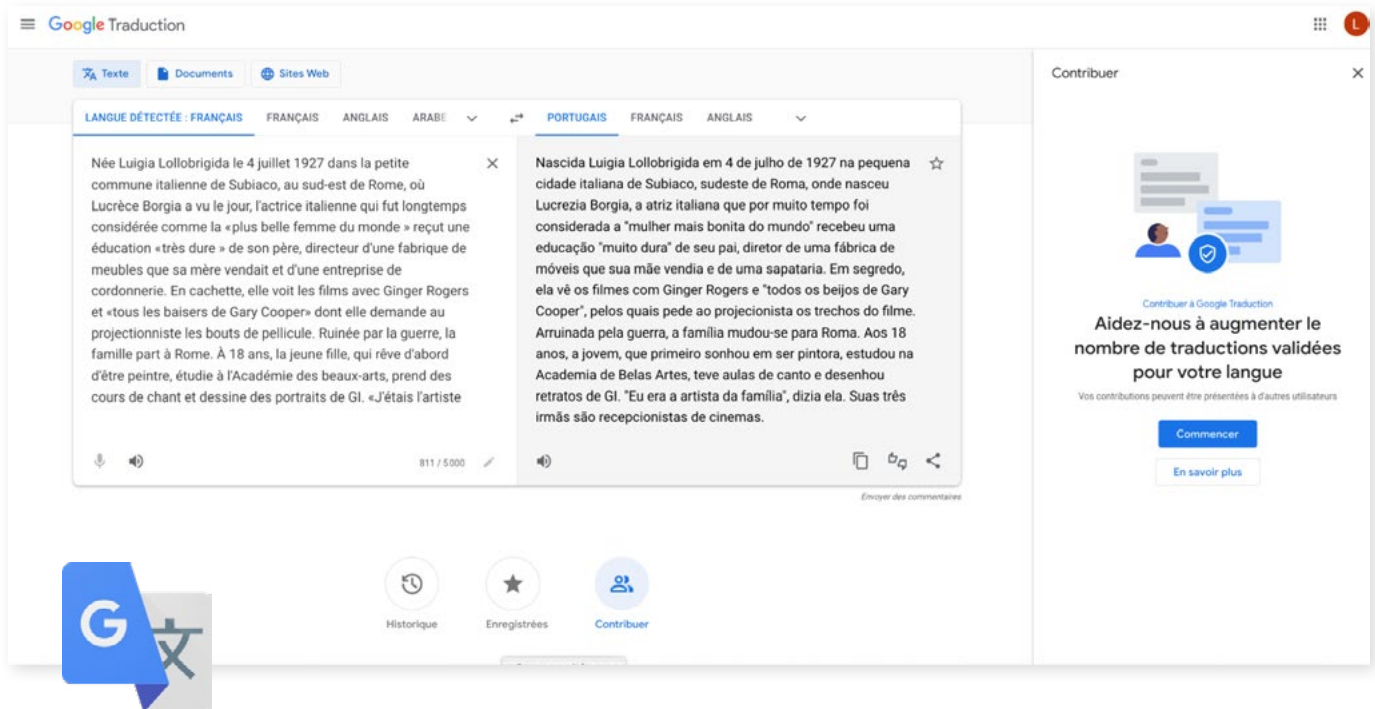 Google Traduction
L
Texte
Documents
Sites Web
LANGUE DÉTECTÉE : FRANÇAIS
FRANÇAIS
ANGLAIS
ARABE
PORTUGAIS
FRANÇAIS
ANGLAIS
Née Luigia Lollobrigida le 4 juillet 1927 dans la petite
commune italienne de Subiaco, au sud-est de Rome, où
Lucrèce Borgia a vu le jour, l'actrice italienne qui fut longtemps
considérée comme la «plus belle femme du monde » reçut une
éducation «très dure » de son père, directeur d'une fabrique de
meubles que sa mère vendait et d'une entreprise de
cordonnerie. En cachette, elle voit les films avec Ginger Rogers
et «tous les baisers de Gary Cooper» dont elle demande au
projectionniste les bouts de pellicule. Ruinée par la guerre, la
famille part à Rome. À 18 ans, la jeune fille, qui rêve d'abord
d'être peintre, étudie à l'Académie des beaux-arts, prend des
cours de chant et dessine des portraits de GI. «J'étais l'artiste
811 / 5000
Nascida Luigia Lollobrigida em 4 de julho de 1927 na pequena
cidade italiana de Subiaco, sudeste de Roma, onde nasceu
Lucrezia Borgia, a atriz italiana que por muito tempo foi
considerada a "mulher mais bonita do mundo" recebeu uma
educação "muito dura" de seu pai, diretor de uma fábrica de
móveis que sua mãe vendia e de uma sapataria. Em segredo,
ela vê os filmes com Ginger Rogers e "todos os beijos de Gary
Cooper", pelos quais pede ao projecionista os trechos do filme.
Arruinada pela guerra, a família mudou-se para Roma. Aos 18
anos, a jovem, que primeiro sonhou em ser pintora, estudou na
Academia de Belas Artes, teve aulas de canto e desenhou
retratos de GI. "Eu era a artista da família", dizia ela. Suas três
irmãs são recepcionistas de cinemas.
Envoyer des commentaires
Historique
Enregistrées
Contribuer
Contribuer
Contribuer à Google Traduction
Aidez-nous à augmenter le
nombre de traductions validées
pour votre langue
Vos contributions peuvent être présentées à d'autres utilisateurs
Commencer
En savoir plus
G
文